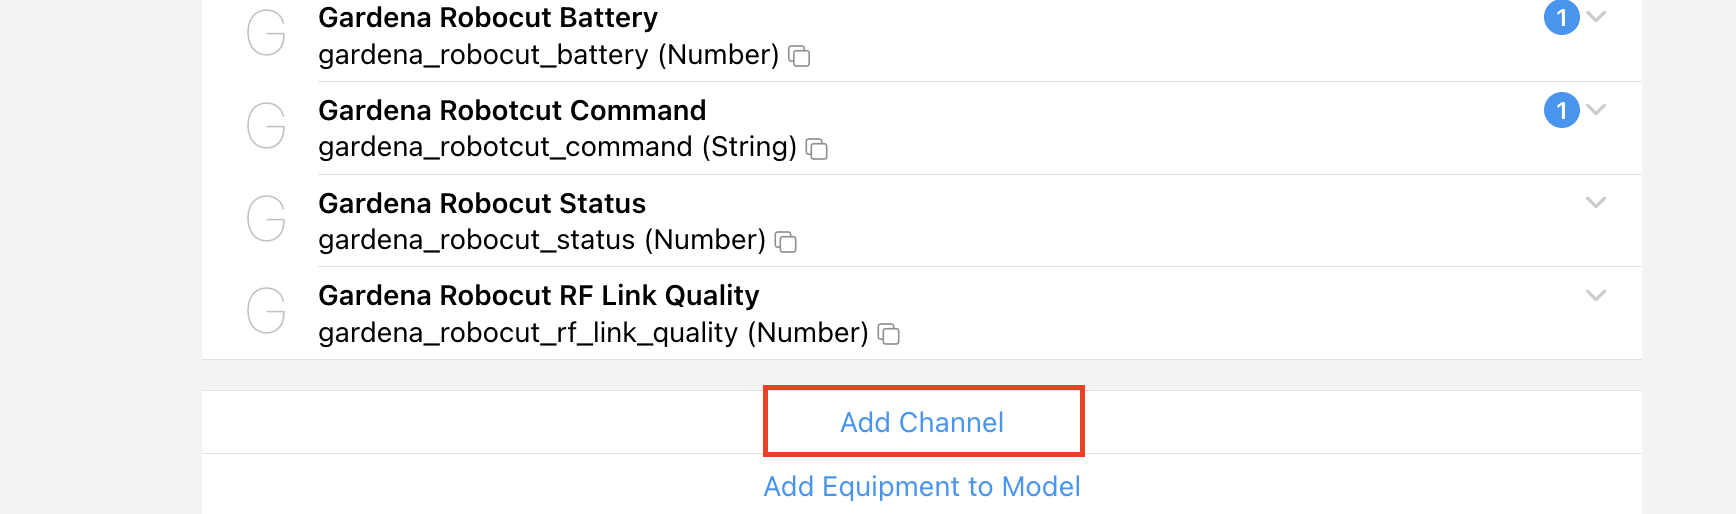 G
Gardena Robocut Battery
1
gardena_robocut_battery (Number)
G
Gardena Robotcut Command
1
gardena_robotcut_command (String)
G
Gardena Robocut Status
gardena_robocut_status (Number)
G
Gardena Robocut RF Link Quality
gardena_robocut_rf_link_quality (Number)
Add Channel
Add Equipment to Model